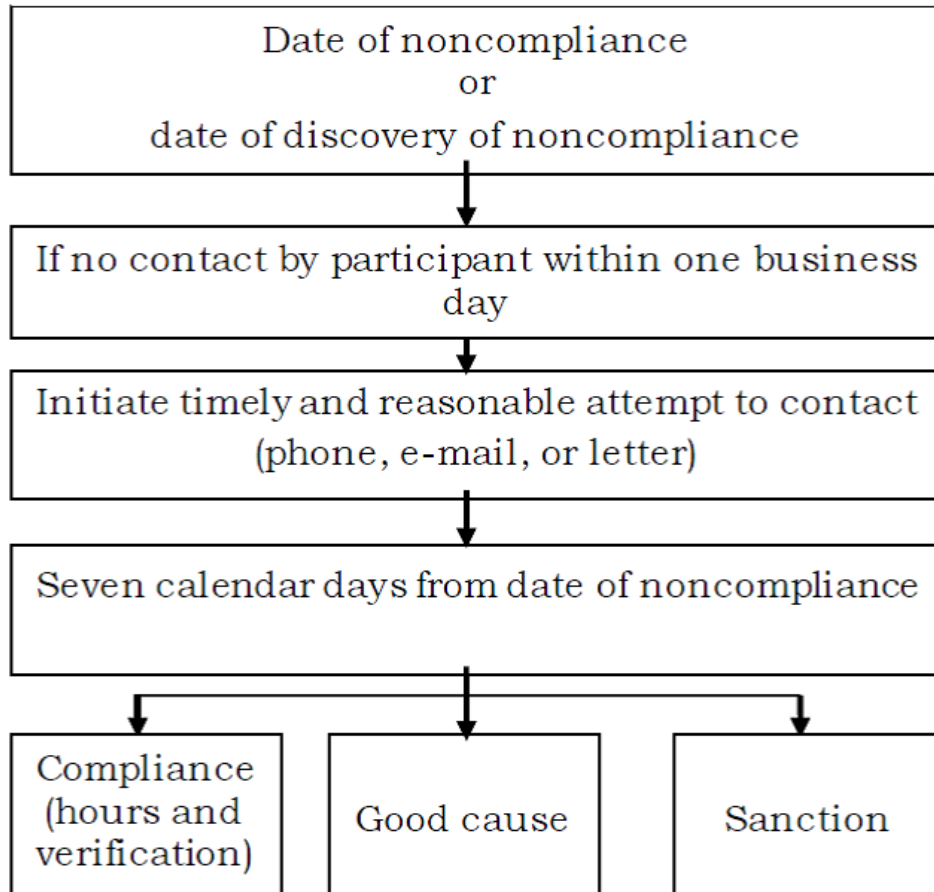 Date of noncompliance
or
date of discovery of noncompliance
If no contact by participant within one business
day
Initiate timely and reasonable attempt to contact
(phone, e-mail, or letter)
Seven calendar days from date of noncompliance
Compliance
(hours and
verification)
Good cause
Sanction